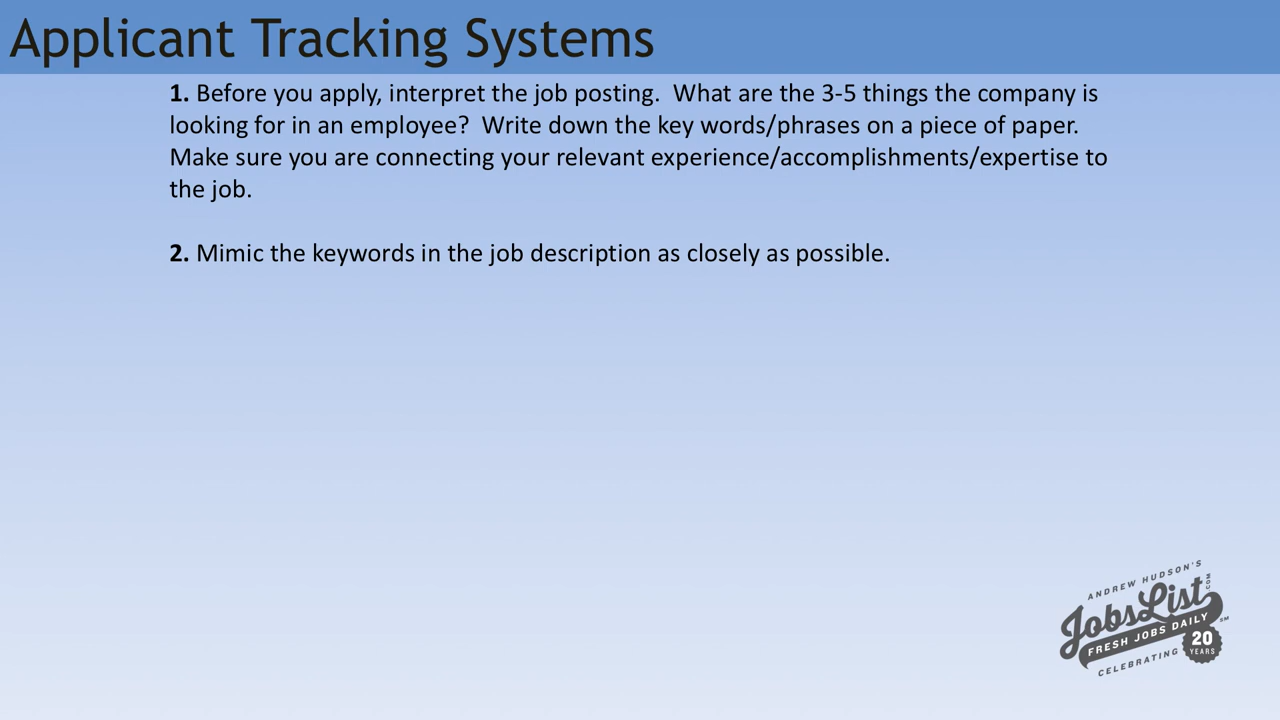 Applicant Tracking Systems
1. Before you apply, interpret the job posting.  What are the 3-5 things the company is
looking for in an employee?  Write down the key words/phrases on a piece of paper.
Make sure you are connecting your relevant experience/accomplishments/expertise to
the job.
2. Mimic the keywords in the job description as closely as possible.
ANDREW HUDSON'S
JobsList
.COM
FRESH JOBS DAILY
SM
CELEBRATING
20
YEARS